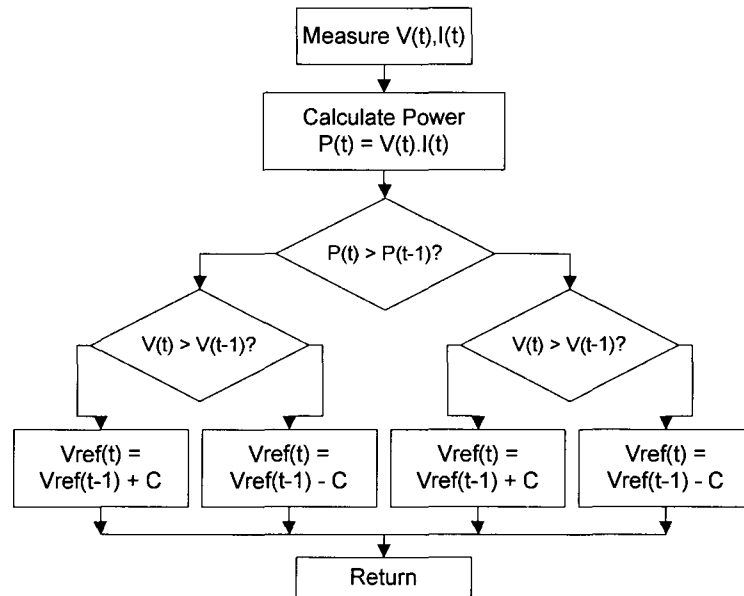 Measure V(t),I(t)
Calculate Power
P(t) = V(t).I(t)
P(t) > P(t-1)?
V(t) > V(t-1)?
V(t) > V(t-1)?
Vref(t) =
Vref(t-1) + C
Vref(t) =
Vref(t-1) - C
Vref(t) =
Vref(t-1) + C
Vref(t) =
Vref(t-1) - C
Return